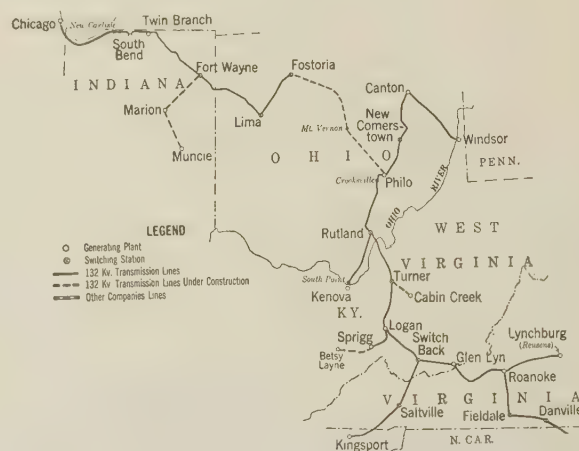 Chicago
New Carlisle
Twin Branch
South
Bend
Fort Wayne
Fostoria
INDIANA
Marion
Muncie
Lima
Mt. Vernon
Canton
New
Comers-
town
Windsor
PENN.
OHIO
Crooksville
Philo
OHIO
RIVER
WEST
VIRGINIA
Rutland
South Point
Kenova
KY.
Turner
Cabin Creek
Logan
Sprigg
Betsy
Layne
Switch
Back
Glen Lyn
Lynchburg
(Reusens)
Roanoke
VIRGINIA
Saltville
Fieldale
Danville
Kingsport
N. CAR.
LEGEND
Generating Plant
Switching Station
132 Kv. Transmission Lines
132 Kv. Transmission Lines Under Construction
Other Companies Lines